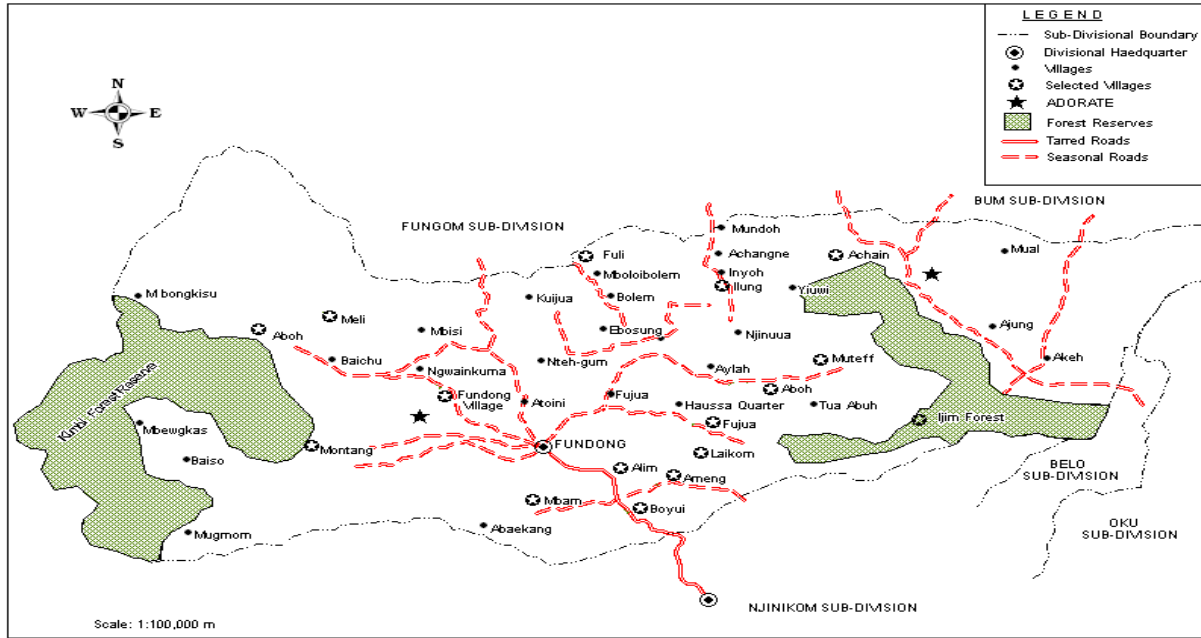 LEGEND
Sub-Divisional Boundary
Divisional Haedquarter
Villages
Selected Villages
ADORATE
Forest Reserves
Tarred Roads
Seasonal Roads
N
W
E
S
BUM SUB-DIVISION
FUNGOM SUB-DIVISION
Mundoh
Mual
Fuli
Achangne
Achain
Mboloibolem
Inyoh
Illung
Yiuwi
Mbongkisu
Kuijua
Bolem
Meli
Aboh
Mbisi
Ebosung
Njinuua
Ajung
Baichu
Ngwainkuma
Nteh-gum
Aylah
Muteff
Akeh
Fundong
Village
Atoini
Fujua
Aboh
Haussa Quarter
Tua Abuh
Kimbi Forest Reserve
Mbewgkas
Fujua
Ijim Forest
Montang
FUNDONG
Baiso
Laikom
Alim
Ameng
BELO
SUB-DIVISION
Mbam
Boyui
Abaekang
Mugmom
OKU
SUB-DIVISION
NJINIKOM SUB-DIVISION
Scale: 1:100,000 m